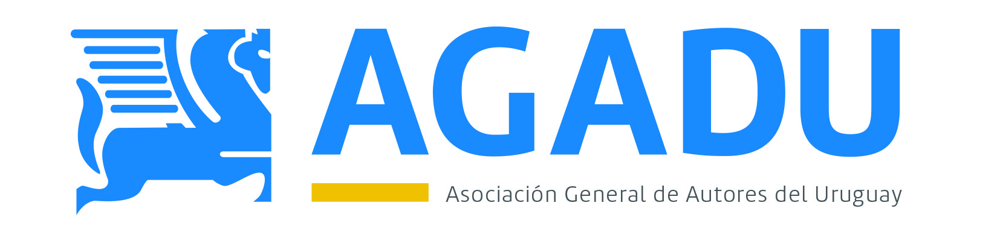 AGADU
Asociación General de Autores del Uruguay